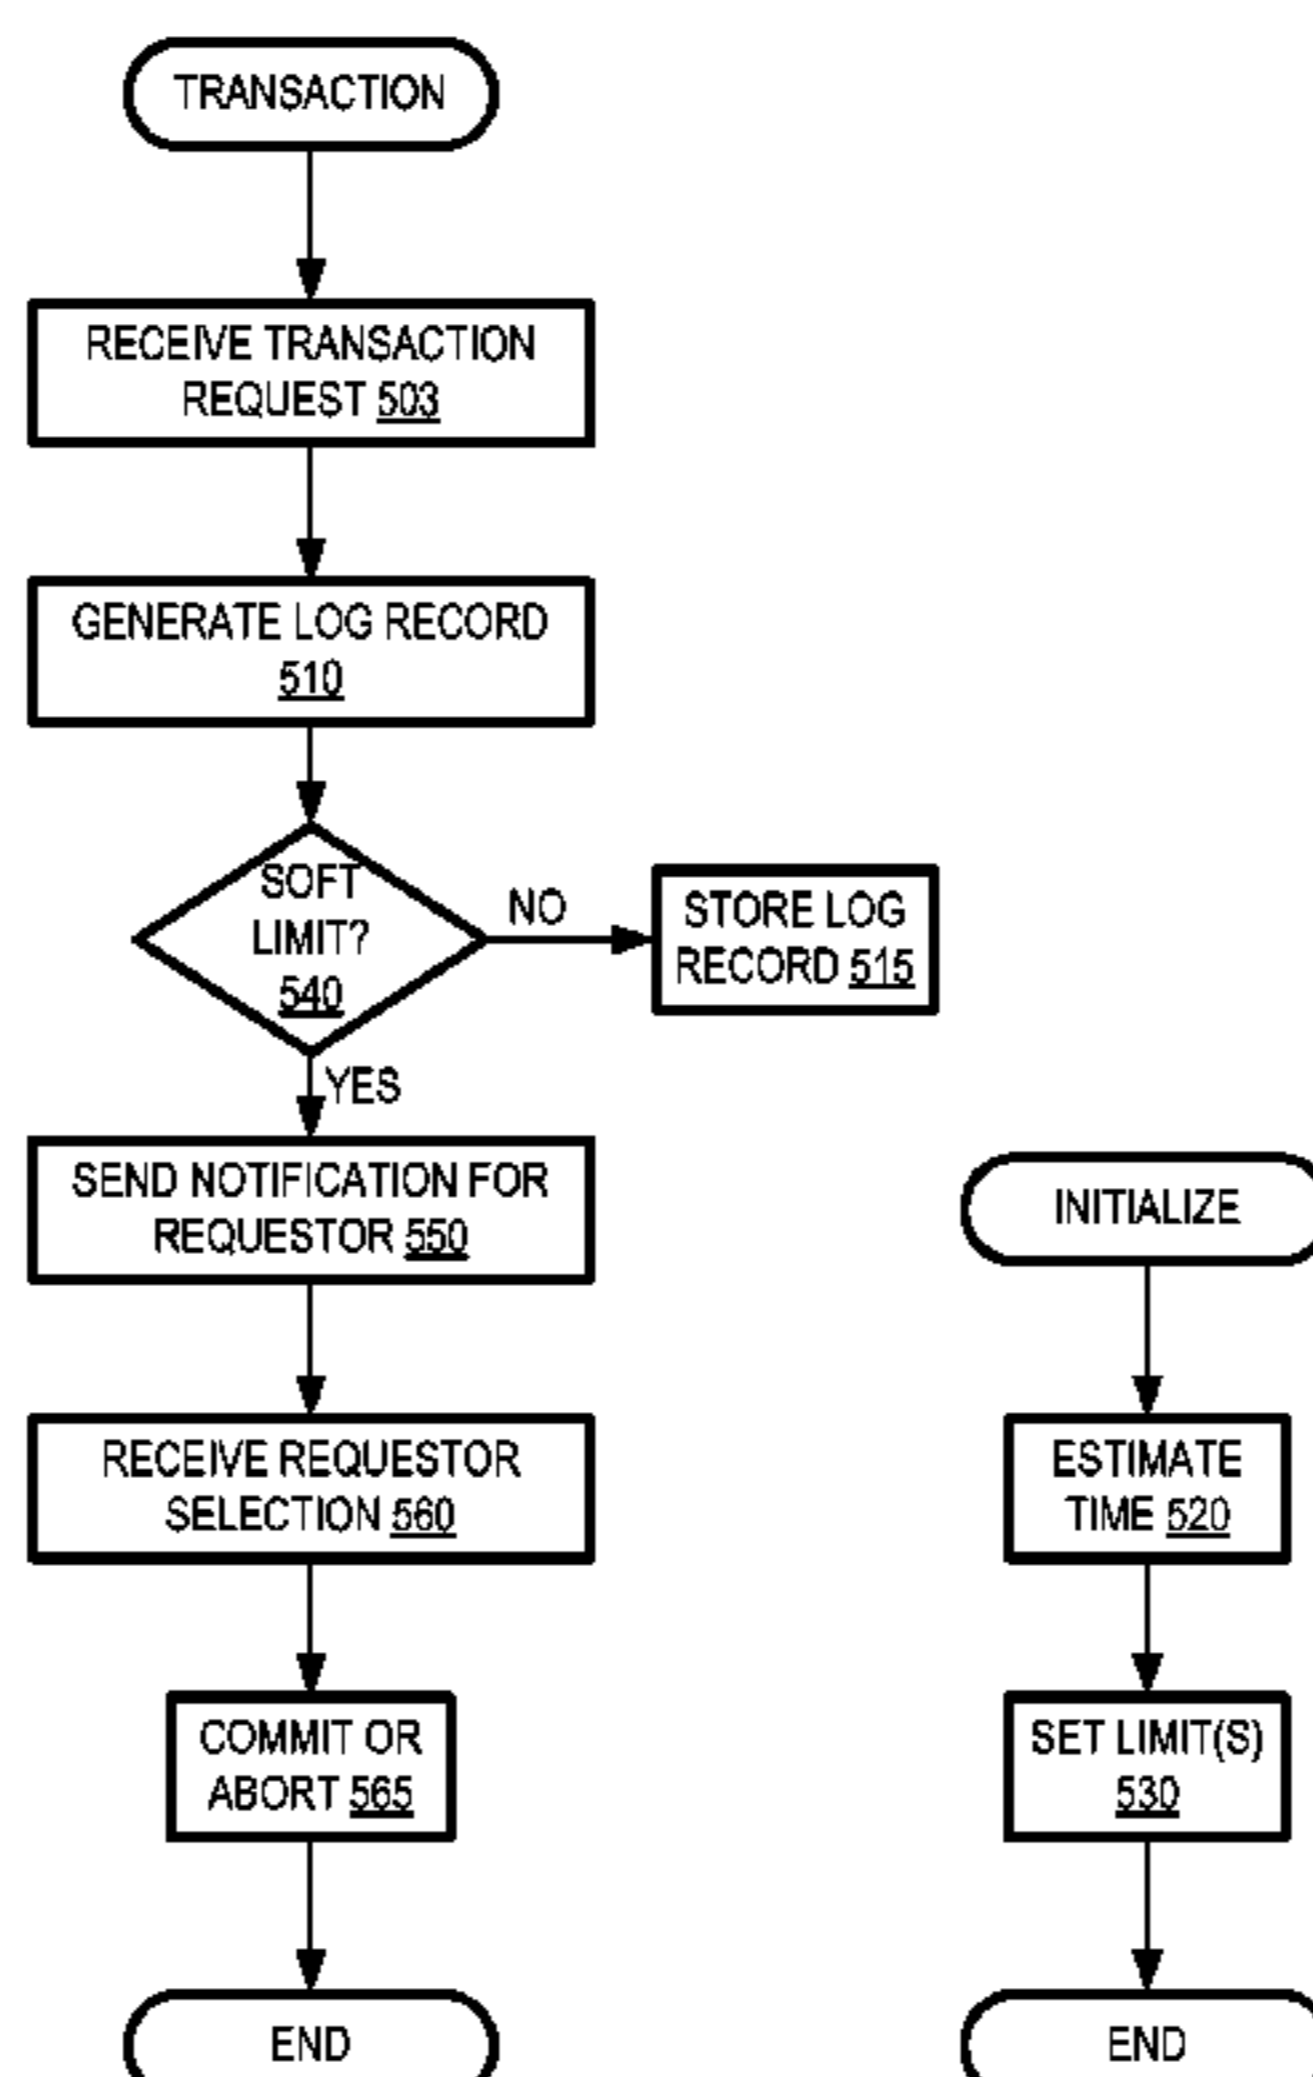 TRANSACTION
RECEIVE TRANSACTION
REQUEST 503
GENERATE LOG RECORD
510
SOFT
LIMIT?
540
NO
STORE LOG
RECORD 515
YES
SEND NOTIFICATION FOR
REQUESTOR 550
RECEIVE REQUESTOR
SELECTION 560
COMMIT OR
ABORT 565
END
INITIALIZE
ESTIMATE
TIME 520
SET LIMIT(S)
530
END